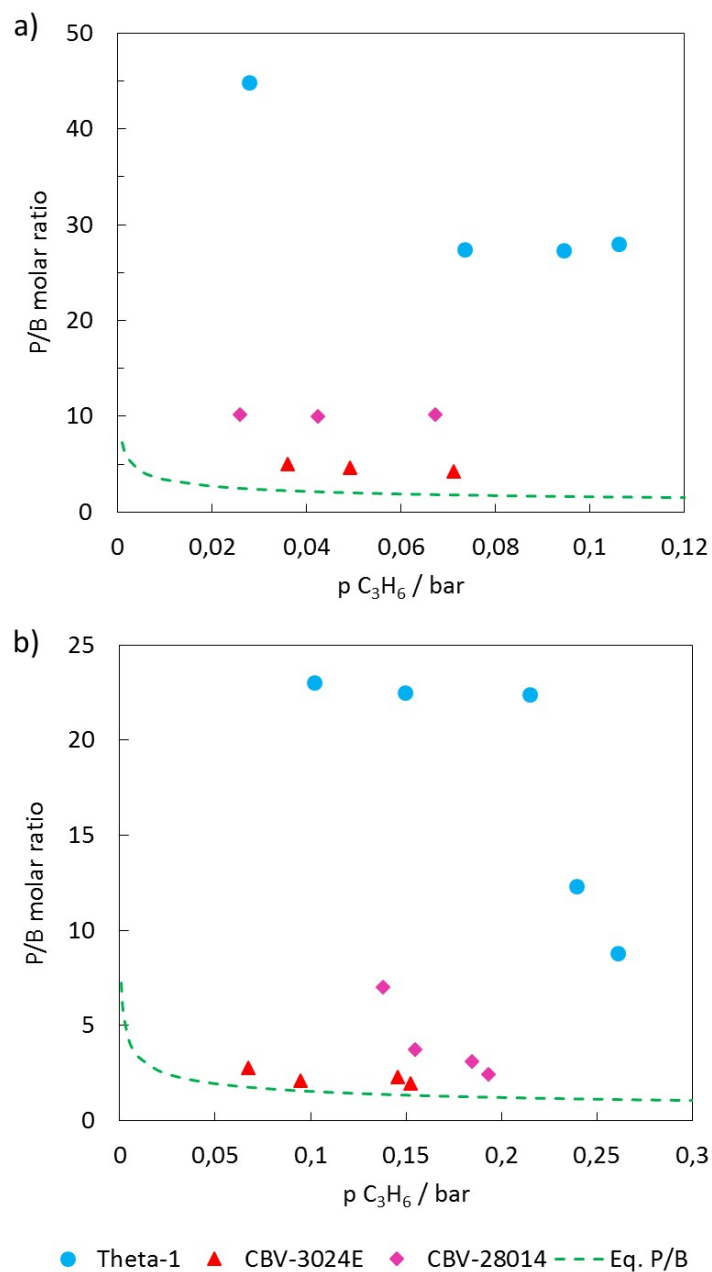 a)
50
40
30
20
10
0
P/B molar ratio
0 0,02 0,04 0,06 0,08 0,1 0,12
p C₃H₆ / bar
b)
25
20
15
10
5
0
P/B molar ratio
0 0,05 0,1 0,15 0,2 0,25 0,3
p C₃H₆ / bar
Theta-1 CBV-3024E CBV-28014 Eq. P/B